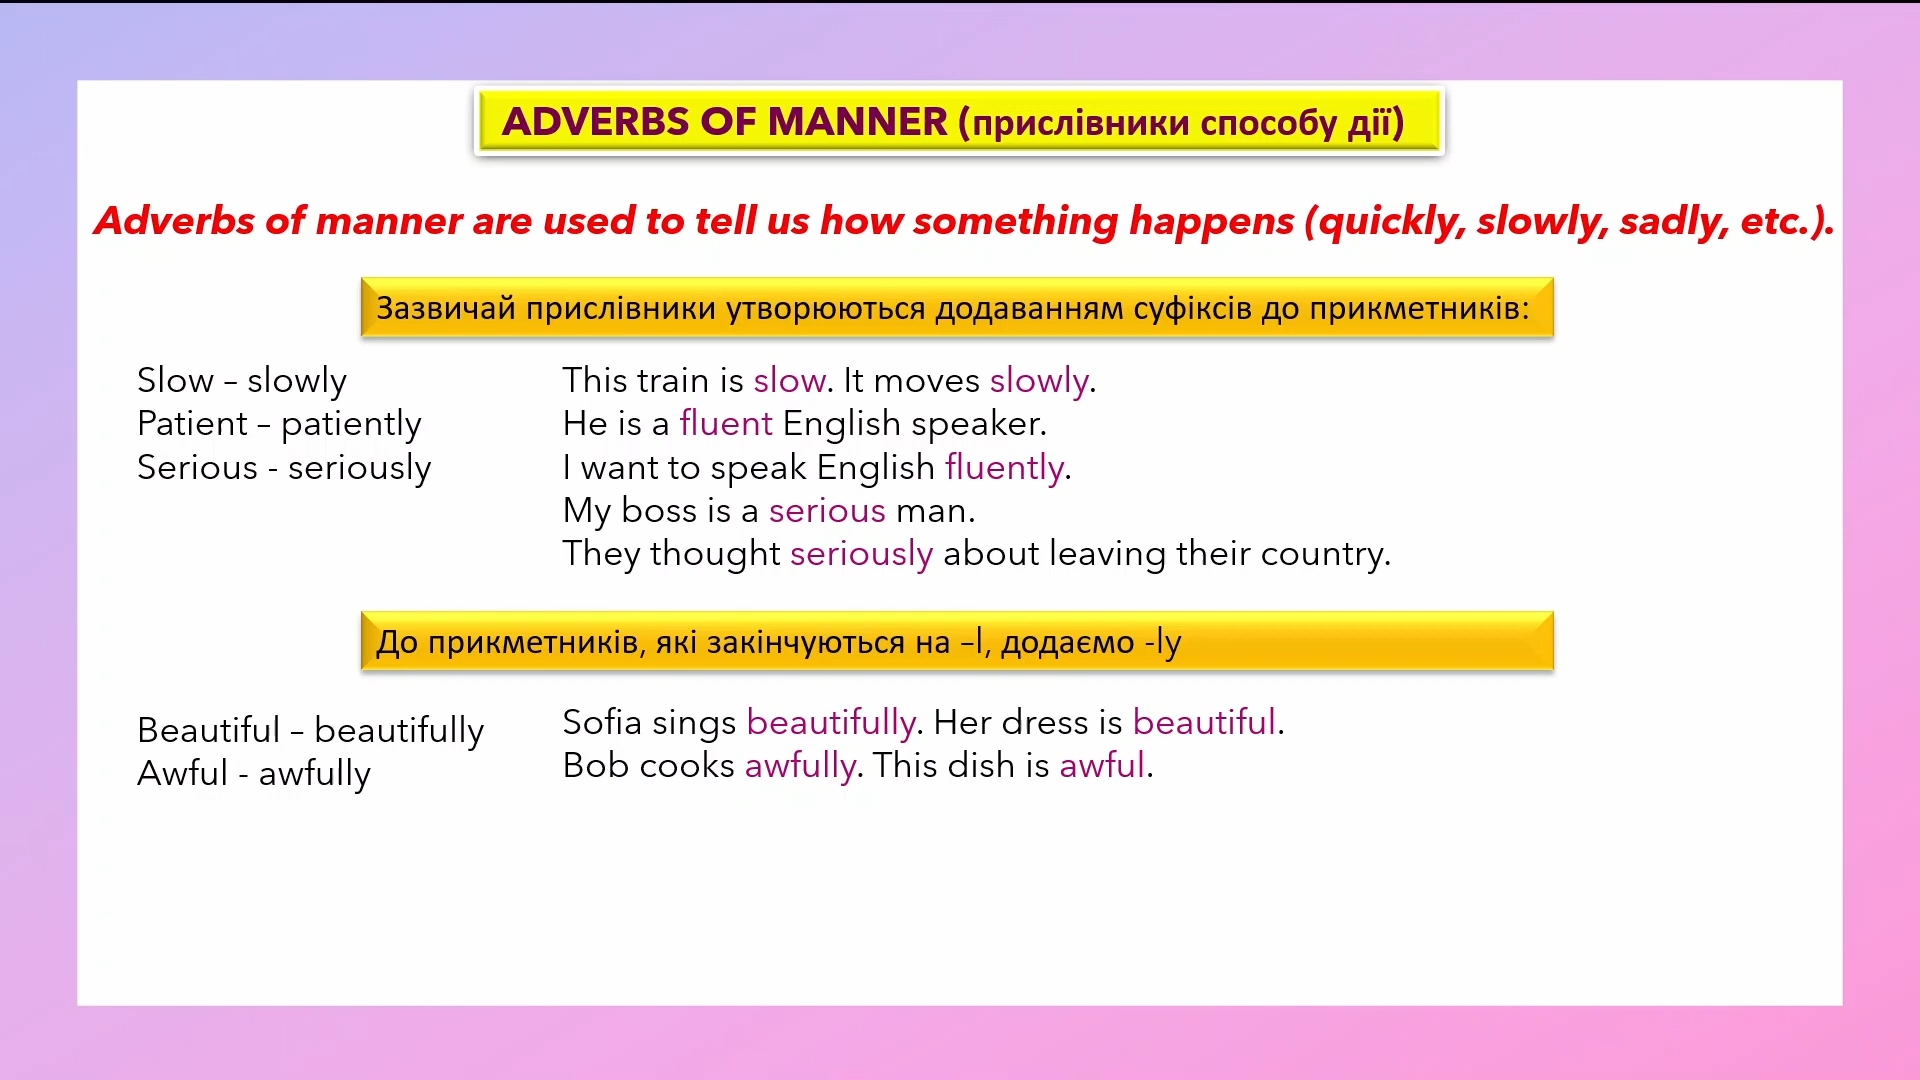 ADVERBS OF MANNER (прислівники способу дії)
Adverbs of manner are used to tell us how something happens (quickly, slowly, sadly, etc.).
Зазвичай прислівники утворюються додаванням суфіксів до прикметників:
Slow – slowly
Patient – patiently
Serious - seriously
This train is slow. It moves slowly.
He is a fluent English speaker.
I want to speak English fluently.
My boss is a serious man.
They thought seriously about leaving their country.
До прикметників, які закінчуються на –l, додаємо -ly
Beautiful – beautifully
Awful - awfully
Sofia sings beautifully. Her dress is beautiful.
Bob cooks awfully. This dish is awful.